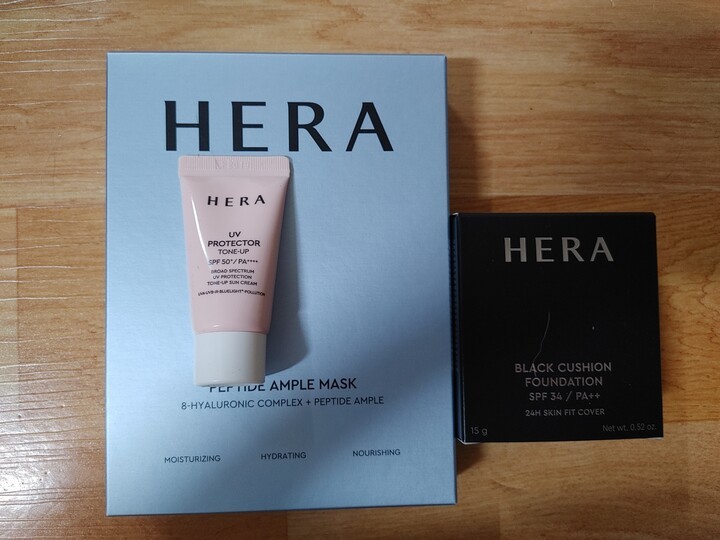 HERA
HERA
UV
PROTECTOR
TONE-UP
SPF 50+/ PA++++
BROAD SPECTRUM
UV PROTECTION
TONE-UP SUN CREAM
PEPTIDE AMPLE MASK
8-HYALURONIC COMPLEX + PEPTIDE AMPLE
MOISTURIZING HYDRATING NOURISHING
HERA
BLACK CUSHION
FOUNDATION
SPF 34 / PA++
24H SKIN FIT COVER
15 g Net wt. 0.52 oz.